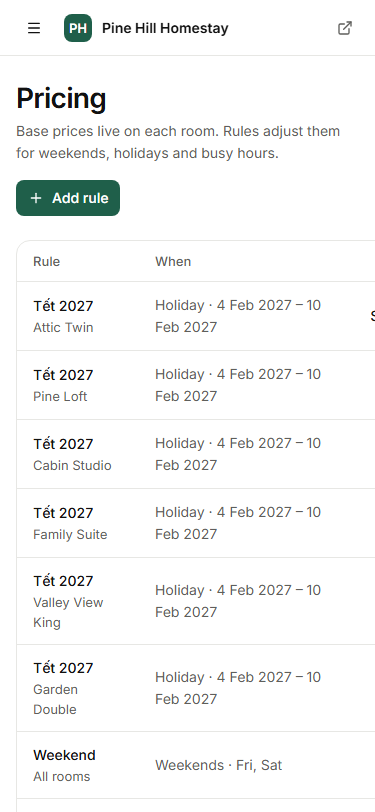 PH Pine Hill Homestay
Pricing
Base prices live on each room. Rules adjust them
for weekends, holidays and busy hours.
+ Add rule
Rule When
Tết 2027
Attic Twin
Holiday · 4 Feb 2027 – 10
Feb 2027
Tết 2027
Pine Loft
Holiday · 4 Feb 2027 – 10
Feb 2027
Tết 2027
Cabin Studio
Holiday · 4 Feb 2027 – 10
Feb 2027
Tết 2027
Family Suite
Holiday · 4 Feb 2027 – 10
Feb 2027
Tết 2027
Valley View
King
Holiday · 4 Feb 2027 – 10
Feb 2027
Tết 2027
Garden
Double
Holiday · 4 Feb 2027 – 10
Feb 2027
Weekend
All rooms
Weekends · Fri, Sat